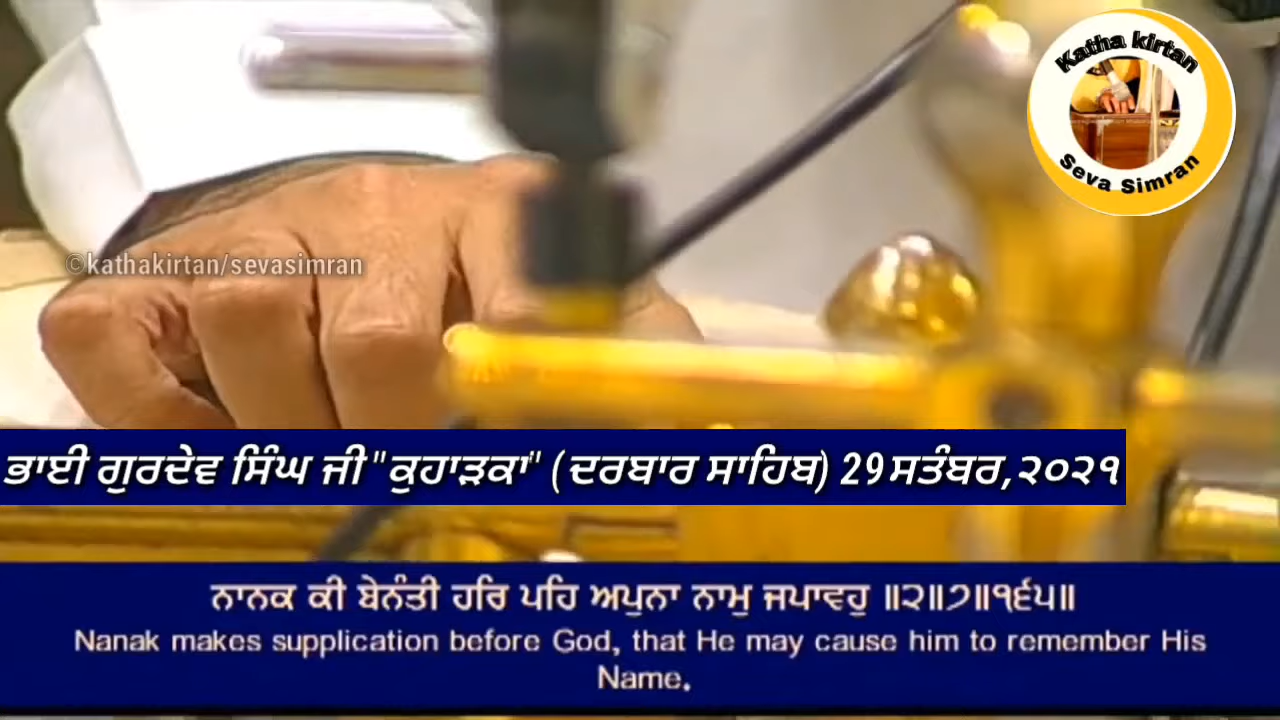 Katha kirtan
Seva Simran
©kathakirtan/sevasimran
ਭਾਈ ਗੁਰਦੇਵ ਸਿੰਘ ਜੀ "ਕੁਹਾੜਕਾ" (ਦਰਬਾਰ ਸਾਹਿਬ) 29 ਸਤੰਬਰ,੨੦੨੧
ਨਾਨਕ ਕੀ ਬੇਨੰਤੀ ਹਰਿ ਪਹਿ ਅਪੁਨਾ ਨਾਮੁ ਜਪਾਵਹੁ ॥੨॥੭॥੧੬੫॥
Nanak makes supplication before God, that He may cause him to remember His
Name.